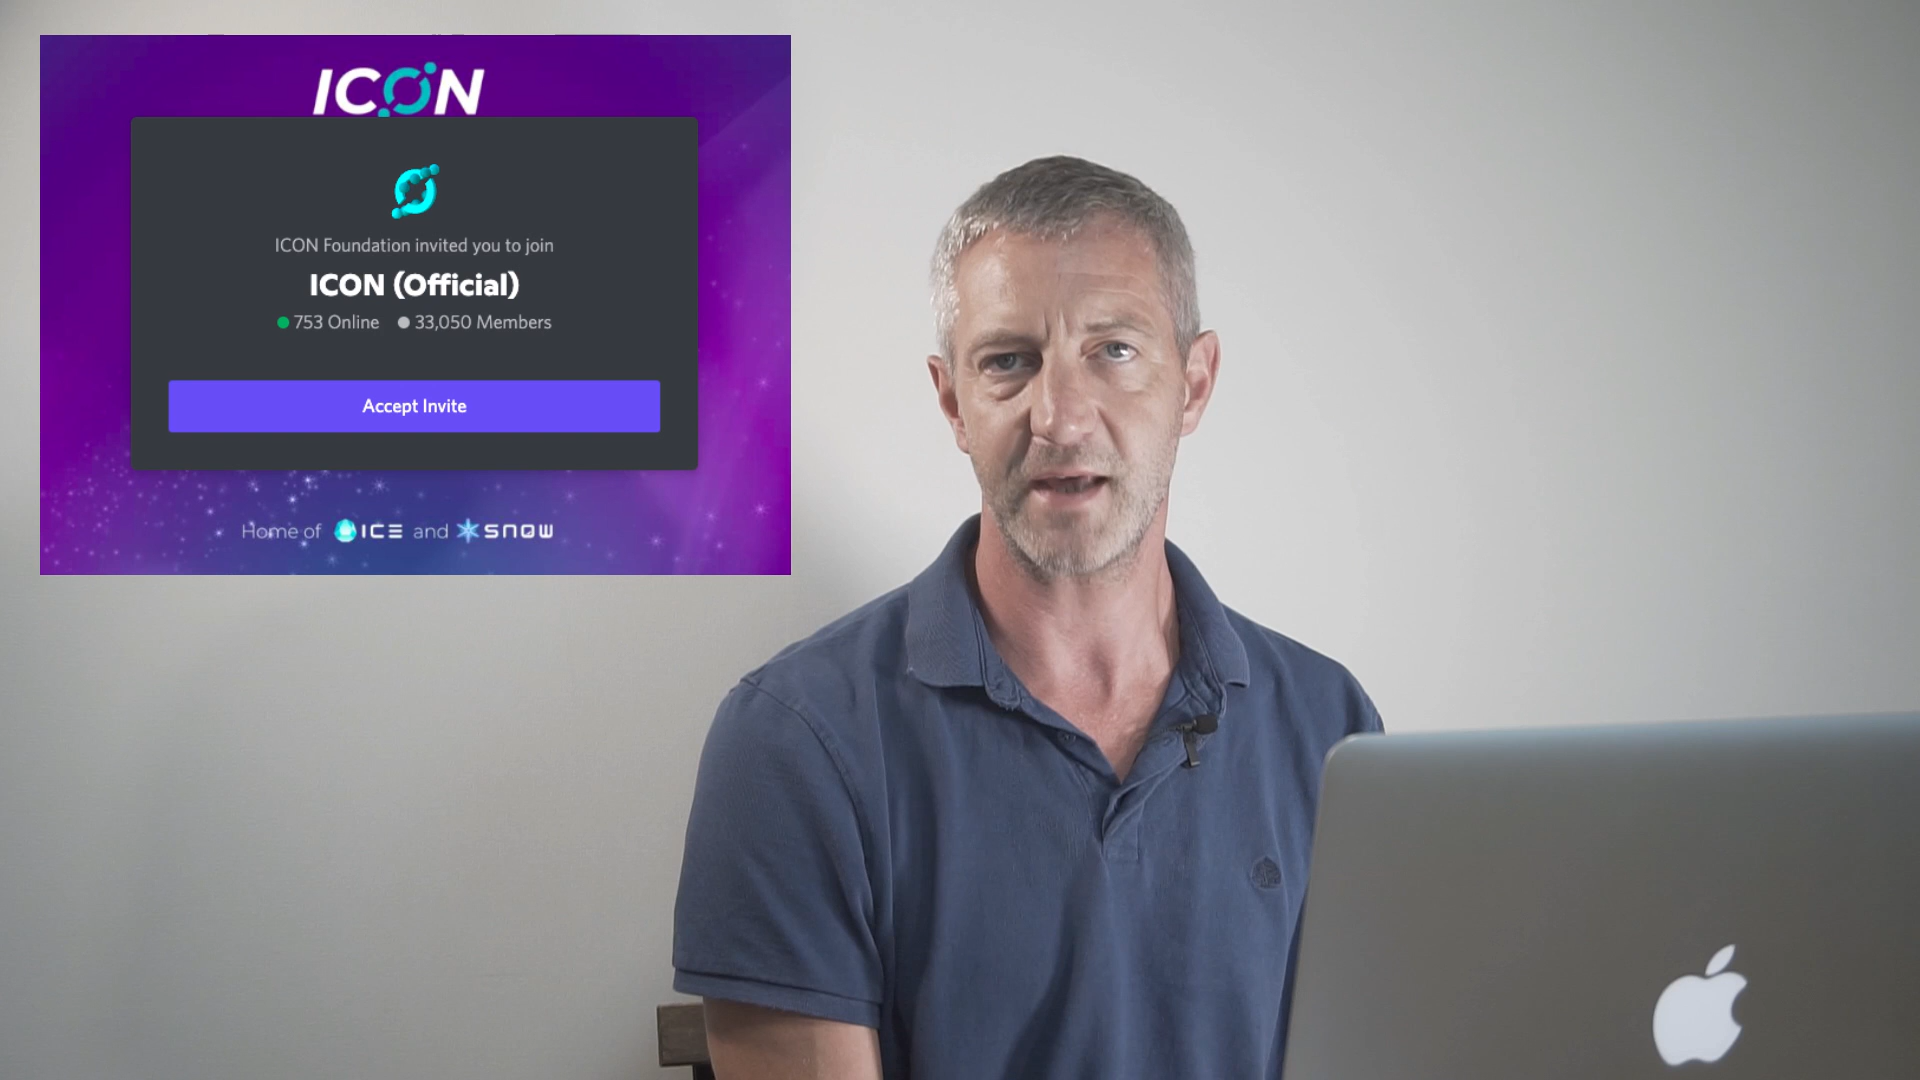 ICON
ICON Foundation invited you to join
ICON (Official)
753 Online 33,050 Members
Accept Invite
Home of ICE and SNOW